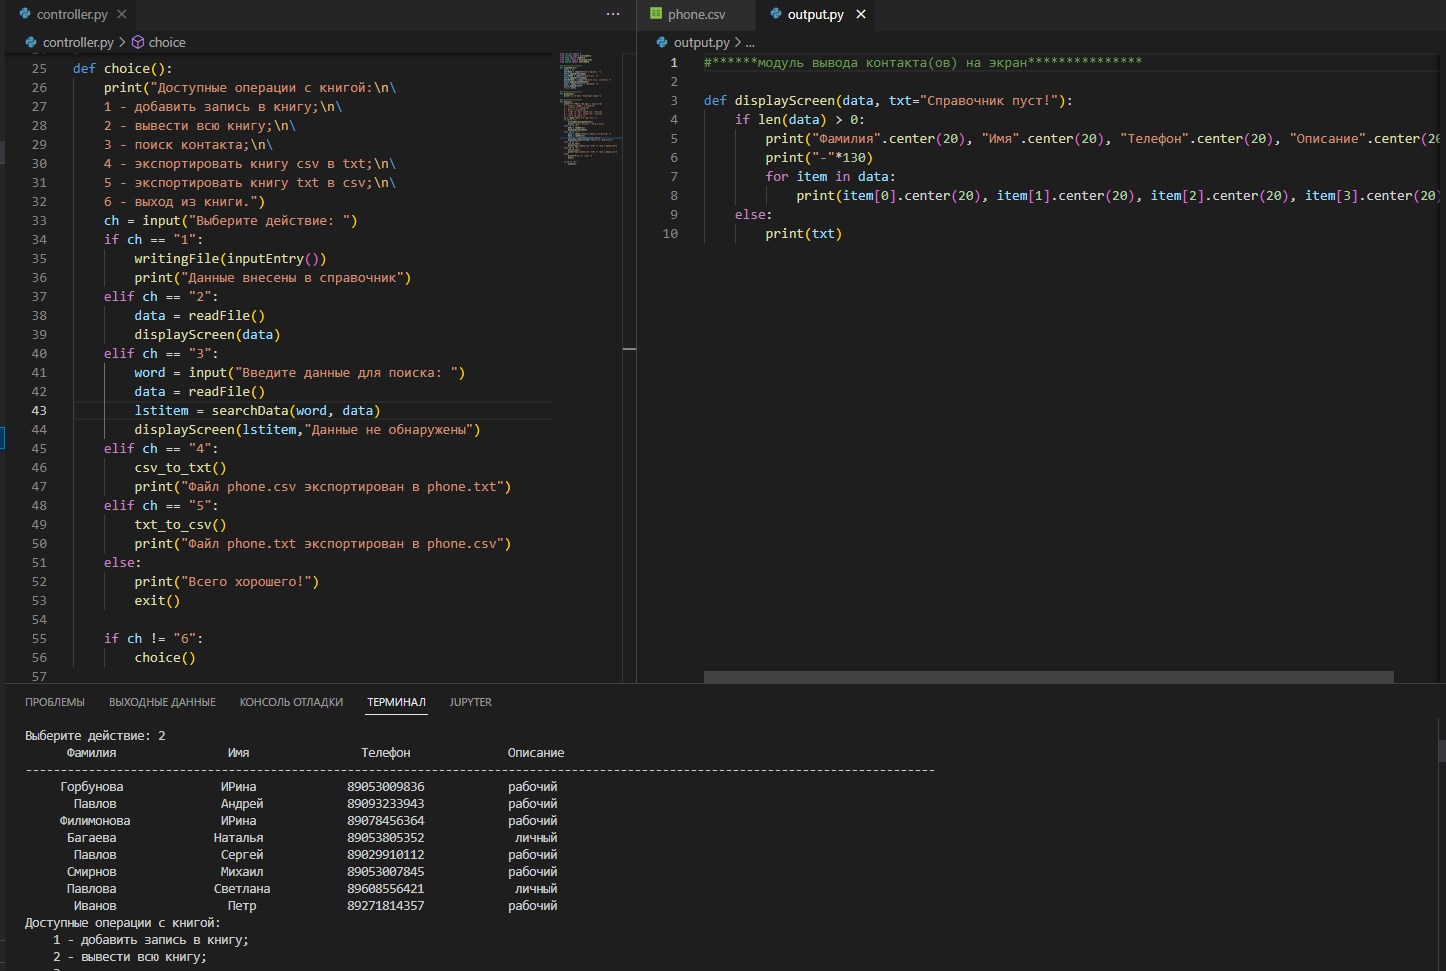 controller.py
controller.py > choice
25 def choice():
26 print("Доступные операции с книгой:\n\
27 1 - добавить запись в книгу;\n\
28 2 - вывести всю книгу;\n\
29 3 - поиск контакта;\n\
30 4 - экспортировать книгу csv в txt;\n\
31 5 - экспортировать книгу txt в csv;\n\
32 6 - выход из книги.")
33 ch = input("Выберите действие: ")
34 if ch == "1":
35 writingFile(inputEntry())
36 print("Данные внесены в справочник")
37 elif ch == "2":
38 data = readFile()
39 displayScreen(data)
40 elif ch == "3":
41 word = input("Введите данные для поиска: ")
42 data = readFile()
43 lstitem = searchData(word, data)
44 displayScreen(lstitem,"Данные не обнаружены")
45 elif ch == "4":
46 csv_to_txt()
47 print("Файл phone.csv экспортирован в phone.txt")
48 elif ch == "5":
49 txt_to_csv()
50 print("Файл phone.txt экспортирован в phone.csv")
51 else:
52 print("Всего хорошего!")
53 exit()
54
55 if ch != "6":
56 choice()
57
phone.csv output.py
output.py > ...
1 #******модуль вывода контакта(ов) на экран***************
2
3 def displayScreen(data, txt="Справочник пуст!"):
4 if len(data) > 0:
5 print("Фамилия".center(20), "Имя".center(20), "Телефон".center(20), "Описание".center(20
6 print("-"*130)
7 for item in data:
8 print(item[0].center(20), item[1].center(20), item[2].center(20), item[3].center(20)
9 else:
10 print(txt)
ПРОБЛЕМЫ ВЫХОДНЫЕ ДАННЫЕ КОНСОЛЬ ОТЛАДКИ ТЕРМИНАЛ JUPYTER
Выберите действие: 2
Фамилия Имя Телефон Описание
----------------------------------------------------------------------------------------------------------------------------------
Горбунова ИРина 89053009836 рабочий
Павлов Андрей 89093233943 рабочий
Филимонова ИРина 89078456364 рабочий
Багаева Наталья 89053805352 личный
Павлов Сергей 89029910112 рабочий
Смирнов Михаил 89053007845 рабочий
Павлова Светлана 89608556421 личный
Иванов Петр 89271814357 рабочий
Доступные операции с книгой:
1 - добавить запись в книгу;
2 - вывести всю книгу;